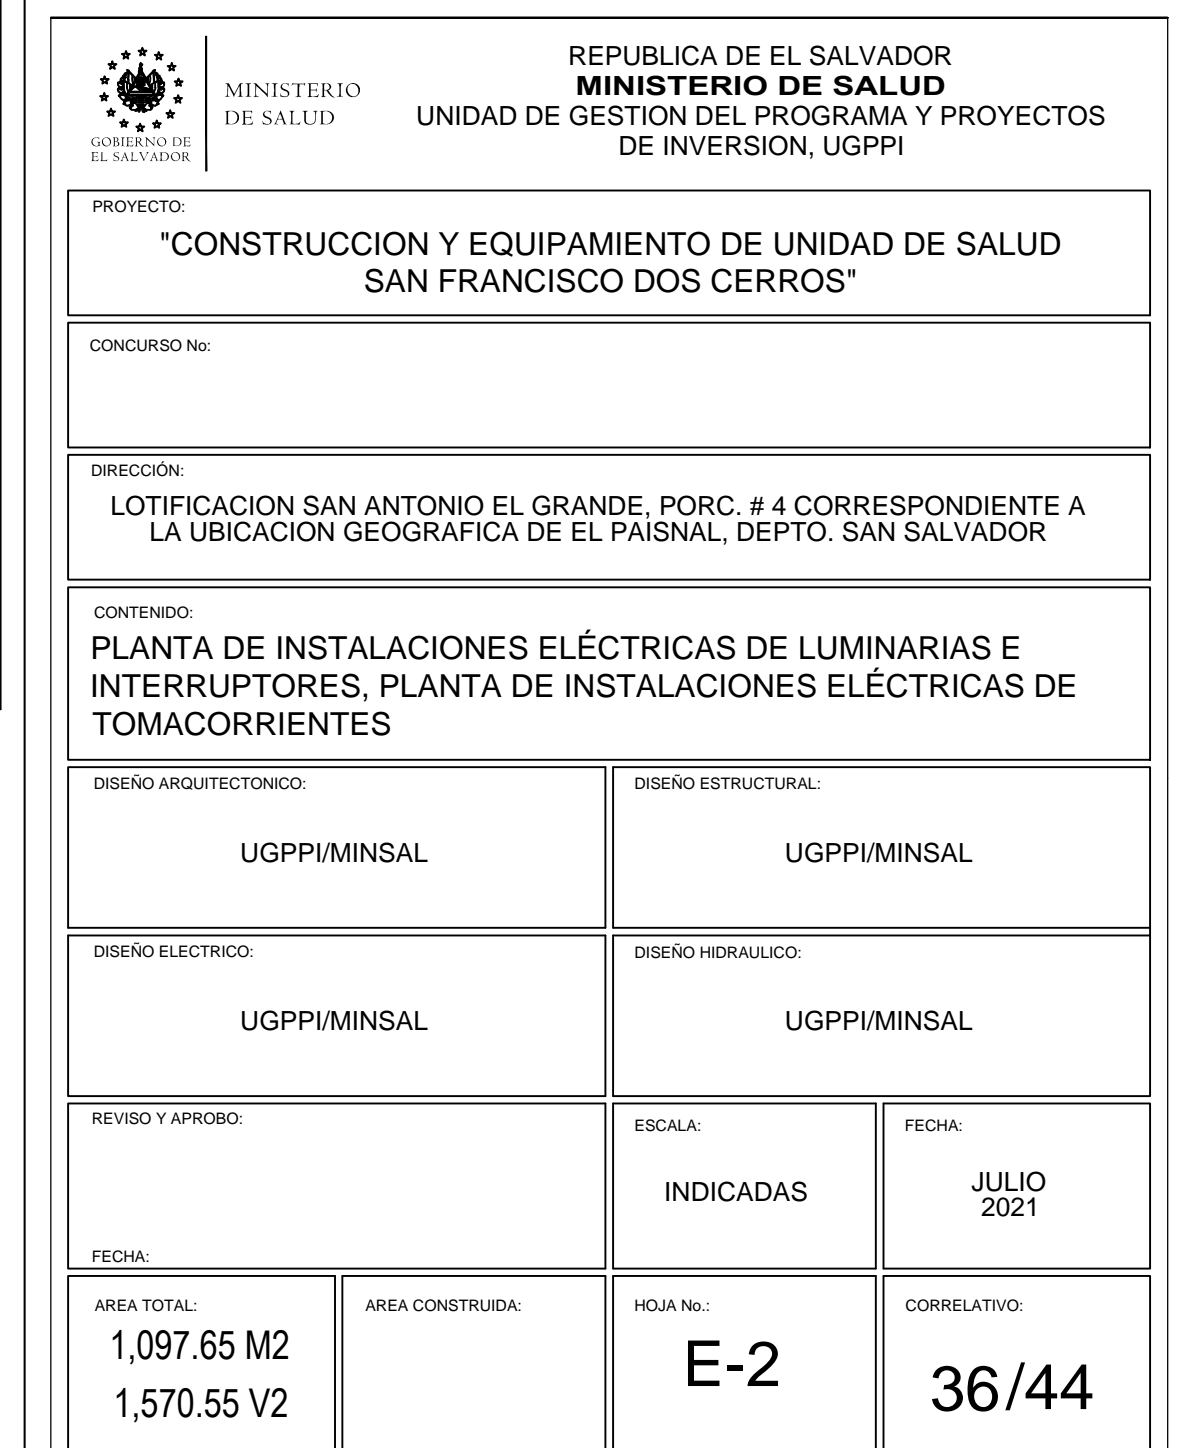 GOBIERNO DE
EL SALVADOR
MINISTERIO
DE SALUD
REPUBLICA DE EL SALVADOR
MINISTERIO DE SALUD
UNIDAD DE GESTION DEL PROGRAMA Y PROYECTOS
DE INVERSION, UGPPI
PROYECTO:
"CONSTRUCCION Y EQUIPAMIENTO DE UNIDAD DE SALUD
SAN FRANCISCO DOS CERROS"
CONCURSO No:
DIRECCIÓN:
LOTIFICACION SAN ANTONIO EL GRANDE, PORC. # 4 CORRESPONDIENTE A
LA UBICACION GEOGRAFICA DE EL PAISNAL, DEPTO. SAN SALVADOR
CONTENIDO:
PLANTA DE INSTALACIONES ELÉCTRICAS DE LUMINARIAS E
INTERRUPTORES, PLANTA DE INSTALACIONES ELÉCTRICAS DE
TOMACORRIENTES
DISEÑO ARQUITECTONICO:
UGPPI/MINSAL
DISEÑO ESTRUCTURAL:
UGPPI/MINSAL
DISEÑO ELECTRICO:
UGPPI/MINSAL
DISEÑO HIDRAULICO:
UGPPI/MINSAL
REVISO Y APROBO:
FECHA:
ESCALA:
INDICADAS
FECHA:
JULIO
2021
AREA TOTAL:
1,097.65 M2
1,570.55 V2
AREA CONSTRUIDA:
HOJA No.:
E-2
CORRELATIVO:
36/44